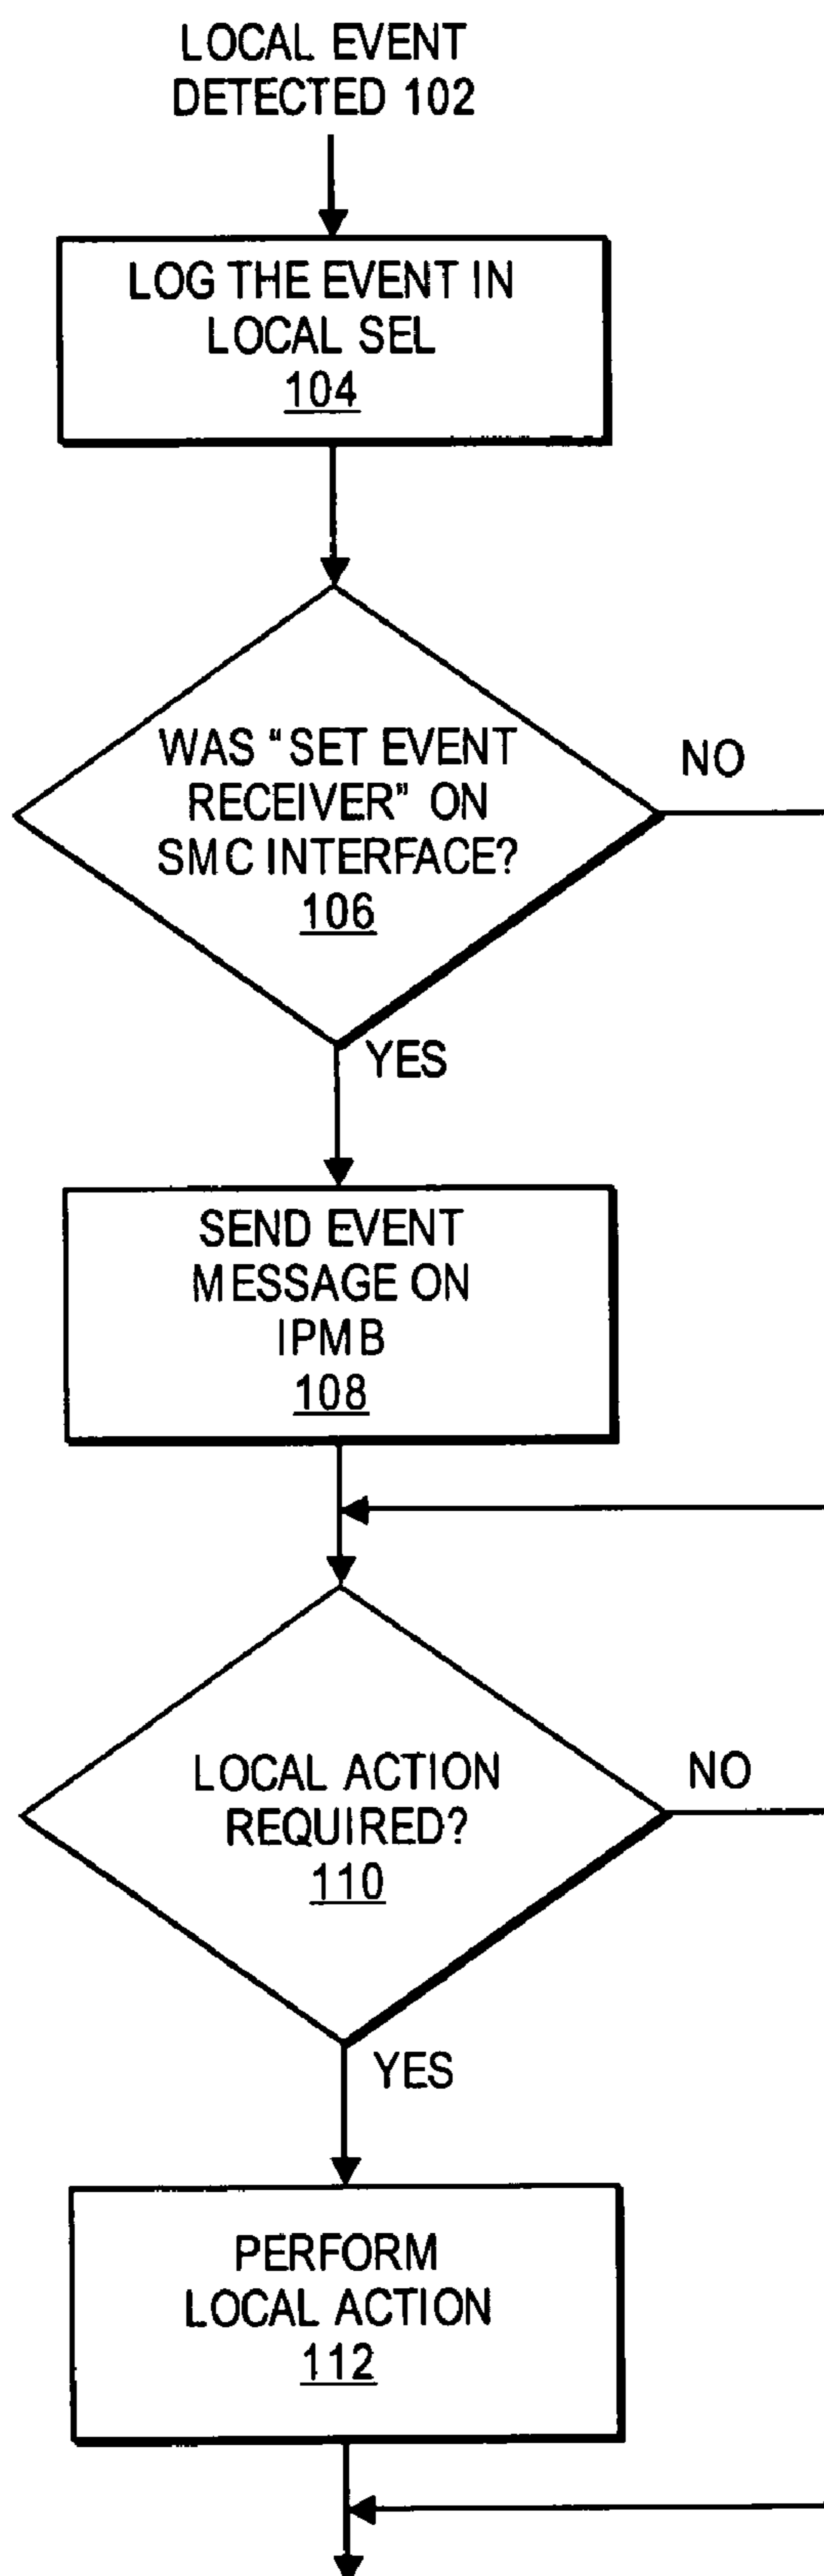 LOCAL EVENT
DETECTED 102
LOG THE EVENT IN
LOCAL SEL
104
WAS "SET EVENT
RECEIVER" ON
SMC INTERFACE?
106
NO
YES
SEND EVENT
MESSAGE ON
IPMB
108
LOCAL ACTION
REQUIRED?
110
NO
YES
PERFORM
LOCAL ACTION
112